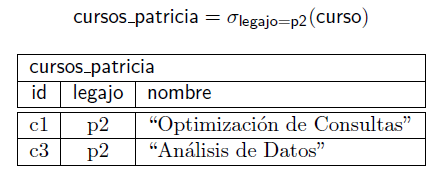 cursos_patricia = σlegajo=p2(curso)
cursos_patricia
id legajo nombre
c1 p2 “Optimización de Consultas”
c3 p2 “Análisis de Datos”